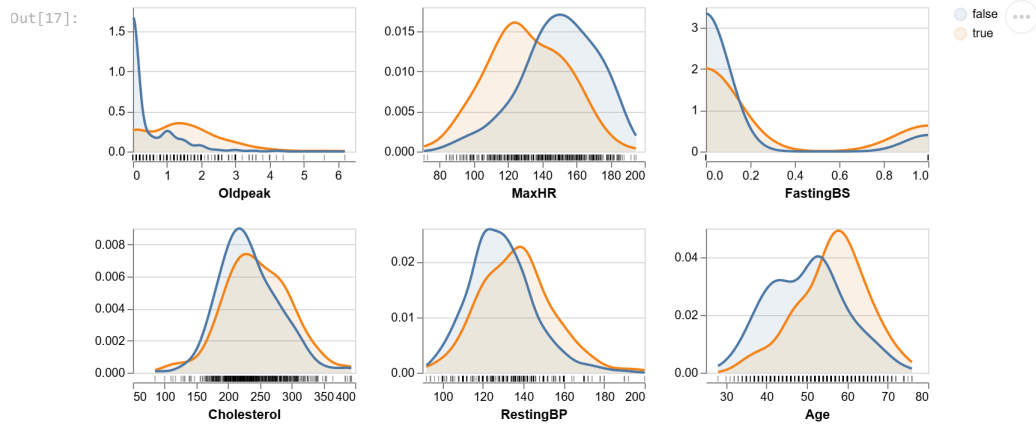 Out[17]:
false
true
1.5
1.0
0.5
0.0
0 1 2 3 4 5 6
Oldpeak
0.015
0.010
0.005
0.000
80 100 120 140 160 180 200
MaxHR
3
2
1
0
0.0 0.2 0.4 0.6 0.8 1.0
FastingBS
0.008
0.006
0.004
0.002
0.000
50 100 150 200 250 300 350 400
Cholesterol
0.02
0.01
0.00
100 120 140 160 180 200
RestingBP
0.04
0.02
0.00
30 40 50 60 70 80
Age